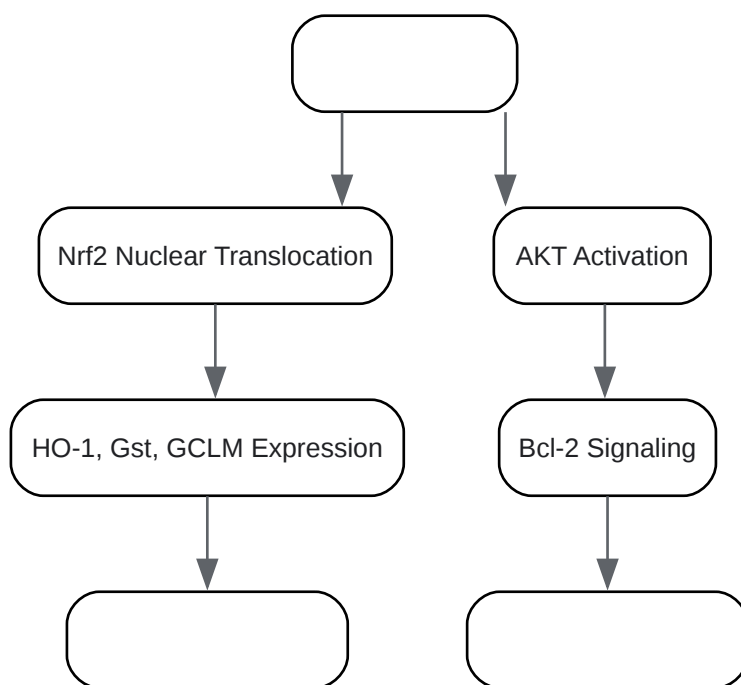 Nrf2 Nuclear Translocation
AKT Activation
HO-1, Gst, GCLM Expression
Bcl-2 Signaling